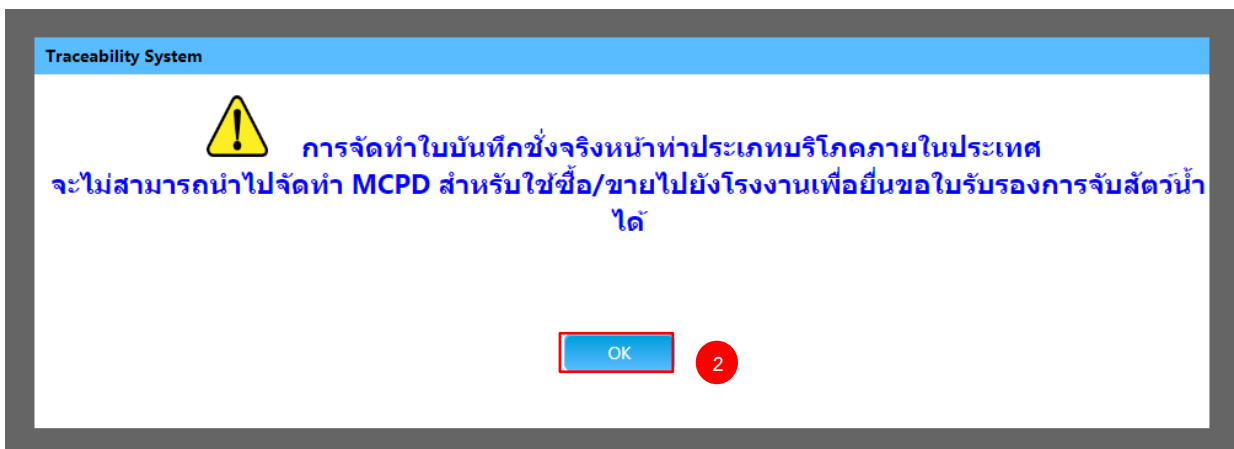 Traceability System
การจัดทำใบบันทึกชั่งจริงหน้าท่าประเภทบริโภคภายในประเทศ
จะไม่สามารถนำไปจัดทำ MCPD สำหรับใช้ซื้อ/ขายไปยังโรงงานเพื่อยื่นขอใบรับรองการจับสัตว์น้ำ
ได้
OK
2